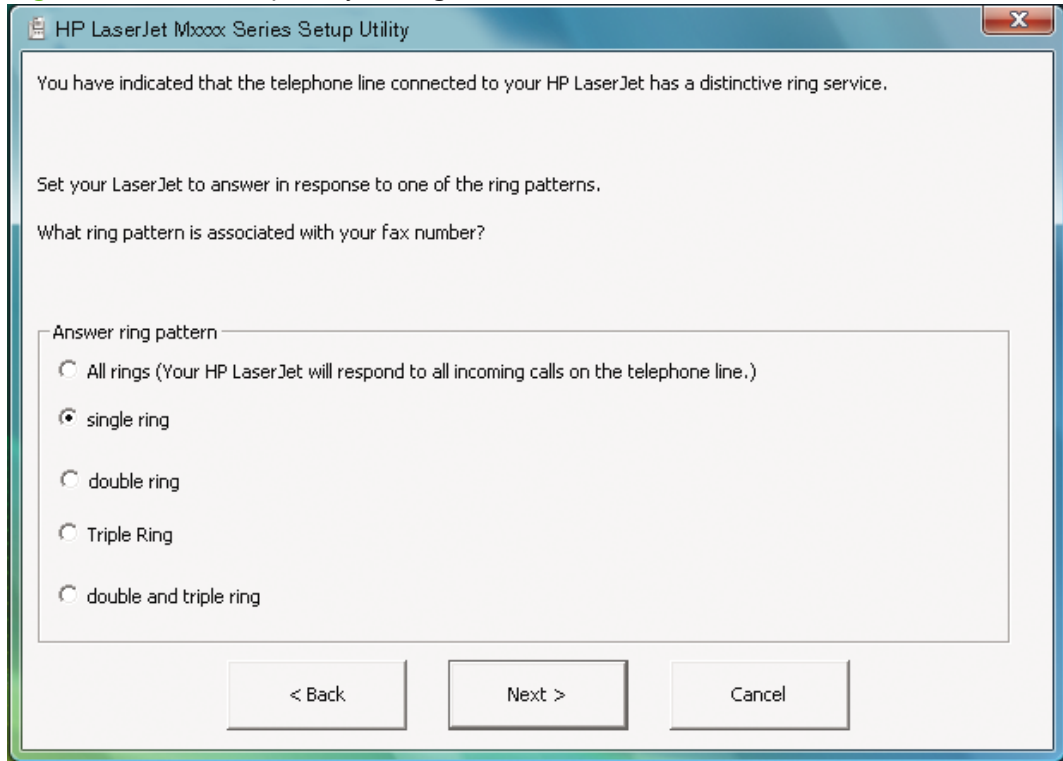 HP LaserJet Mxxxx Series Setup Utility
You have indicated that the telephone line connected to your HP LaserJet has a distinctive ring service.
Set your LaserJet to answer in response to one of the ring patterns.
What ring pattern is associated with your fax number?
Answer ring pattern
All rings (Your HP LaserJet will respond to all incoming calls on the telephone line.)
single ring
double ring
Triple Ring
double and triple ring
< Back Next > Cancel